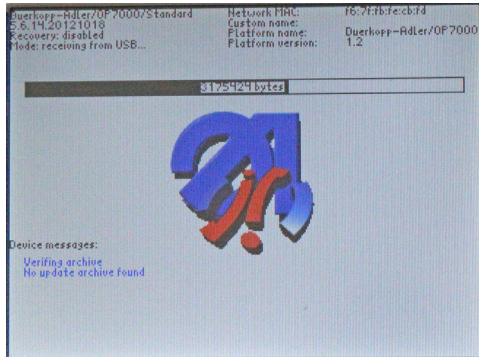 Duerkopp-Adler/OP7000/Standard
5.6.14.20121018
Recovery: disabled
Mode: receiving from USB...
Network MAC: f6:7f:fb:fe:cb:fd
Custom name:
Platform name: Duerkopp-Adler/OP7000
Platform version: 1.2
3175424 bytes
Device messages:
Verifing archive
No update archive found